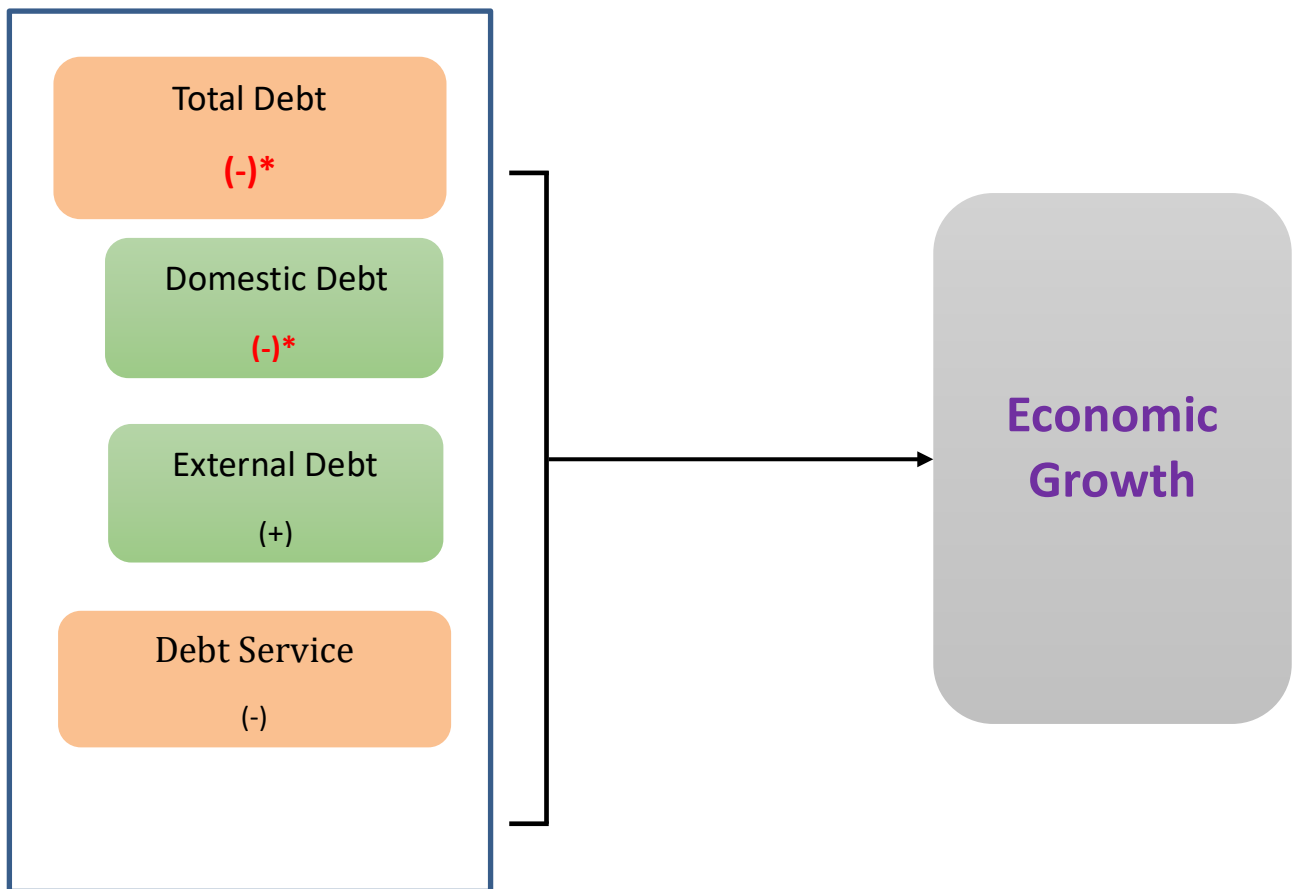 Total Debt
(-)*
Domestic Debt
(-)*
External Debt
(+)
Debt Service
(-)
Economic
Growth